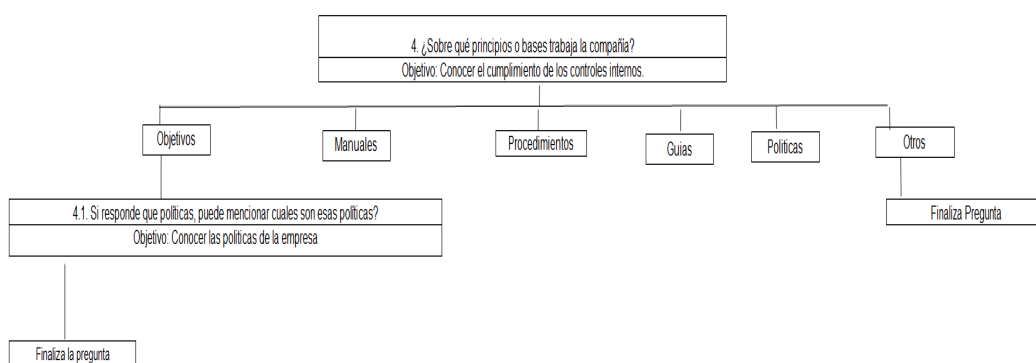 4. ¿Sobre qué principios o bases trabaja la compañía?
Objetivo: Conocer el cumplimiento de los controles internos.
Objetivos
Manuales
Procedimientos
Guias
Politicas
Otros
4.1. Si responde que políticas, puede mencionar cuales son esas políticas?
Objetivo: Conocer las politicas de la empresa
Finaliza Pregunta
Finaliza la pregunta